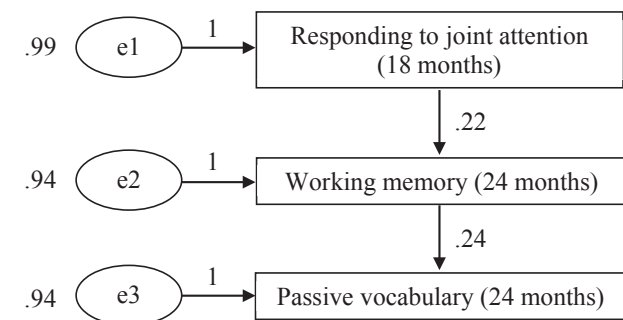 .99 e1 1 Responding to joint attention
(18 months)
.22
.94 e2 1 Working memory (24 months)
.24
.94 e3 1 Passive vocabulary (24 months)